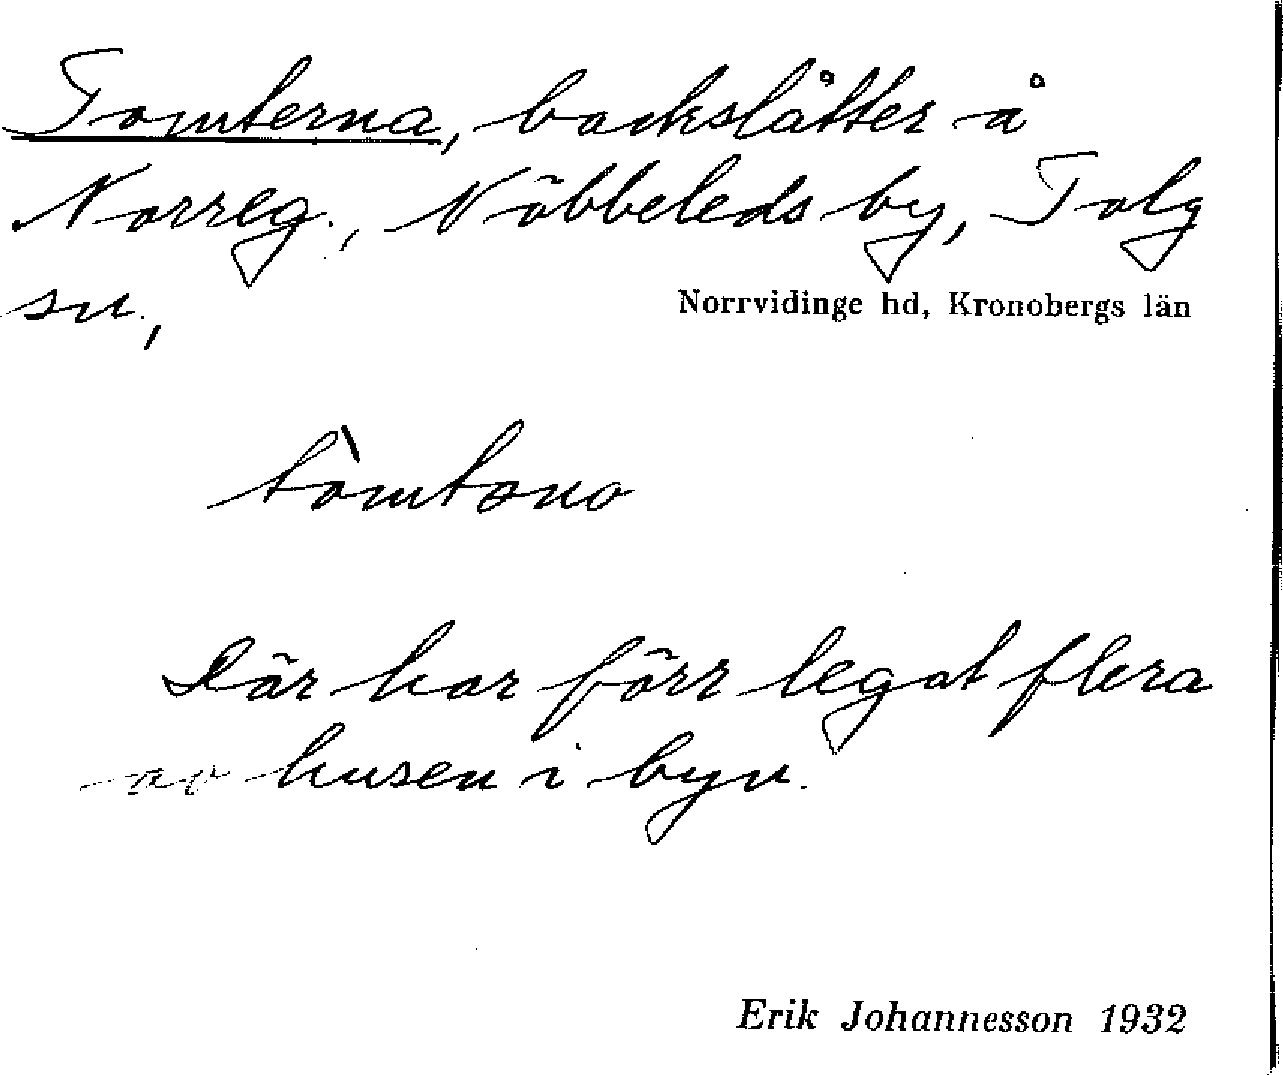 Tomterna, backslåtter å
Norreg., Nöbbeleds by, Tolg
sn.,
Norrvidinge hd, Kronobergs län
tòmtəna
Där har förr legat flera
av husen i byn.
Erik Johannesson 1932